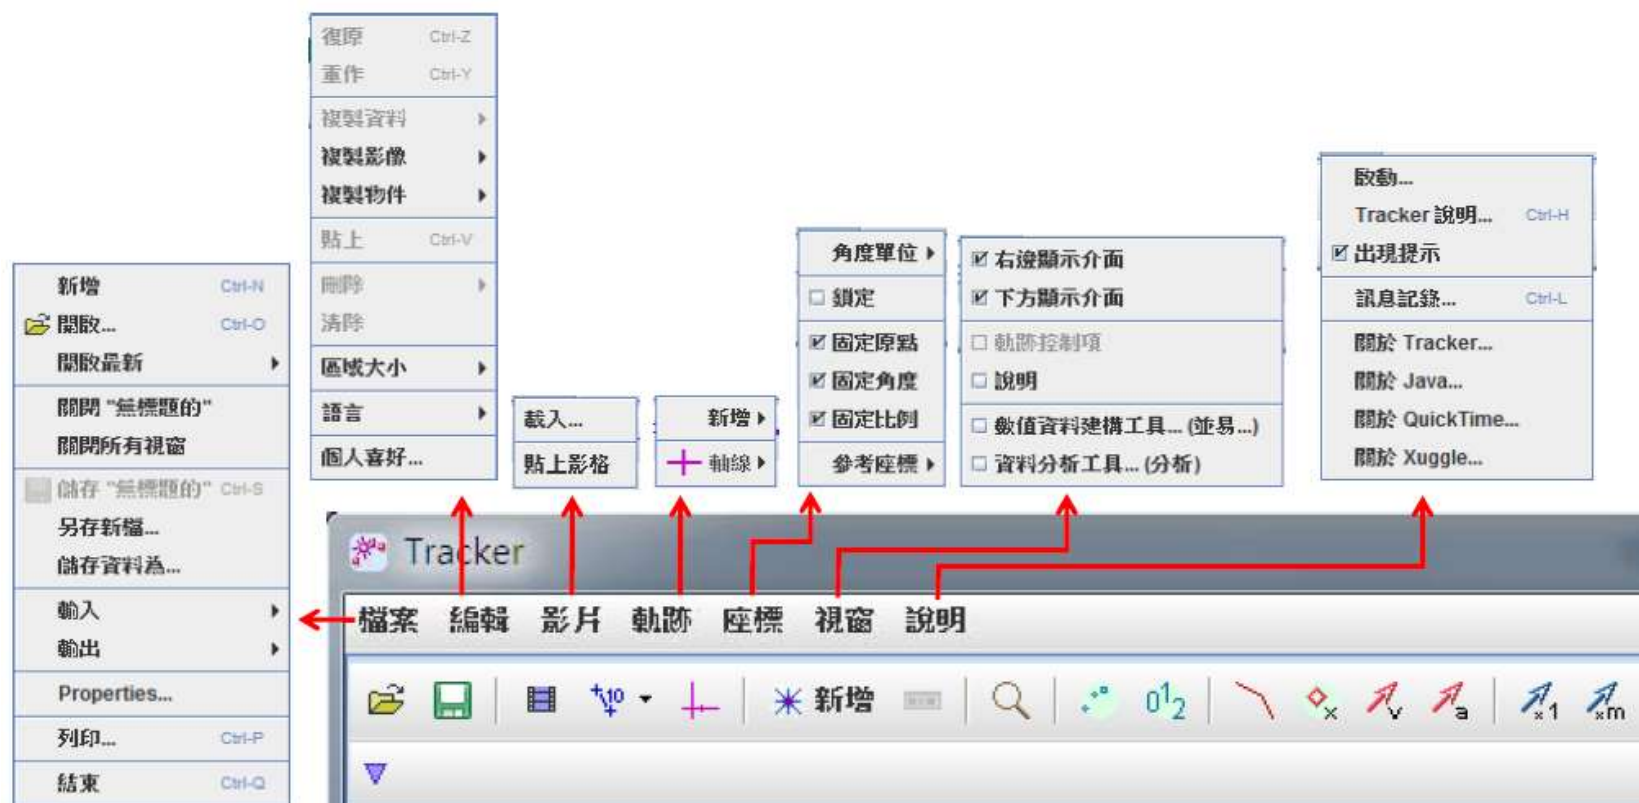 復原 Ctrl-Z
重作 Ctrl-Y
複製資料
複製影像
複製物件
貼上 Ctrl-V
刪除
清除
區域大小
語言
個人喜好...
新增 Ctrl-N
開啟... Ctrl-O
開啟最新
關閉 "無標題的"
關閉所有視窗
儲存 "無標題的" Ctrl-S
另存新檔...
儲存資料為...
輸入
輸出
Properties...
列印... Ctrl-P
結束 Ctrl-Q
載入...
貼上影格
新增
軸線
角度單位
鎖定
固定原點
固定角度
固定比例
參考座標
右邊顯示介面
下方顯示介面
軌跡控制項
說明
數值資料建構工具... (並易...)
資料分析工具... (分析)
啟動...
Tracker 說明... Ctrl-H
出現提示
訊息記錄... Ctrl-L
關於 Tracker...
關於 Java...
關於 QuickTime...
關於 Xuggle...
Tracker
檔案 編輯 影片 軌跡 座標 視窗 說明
10 新增 012 x v a x1 xm